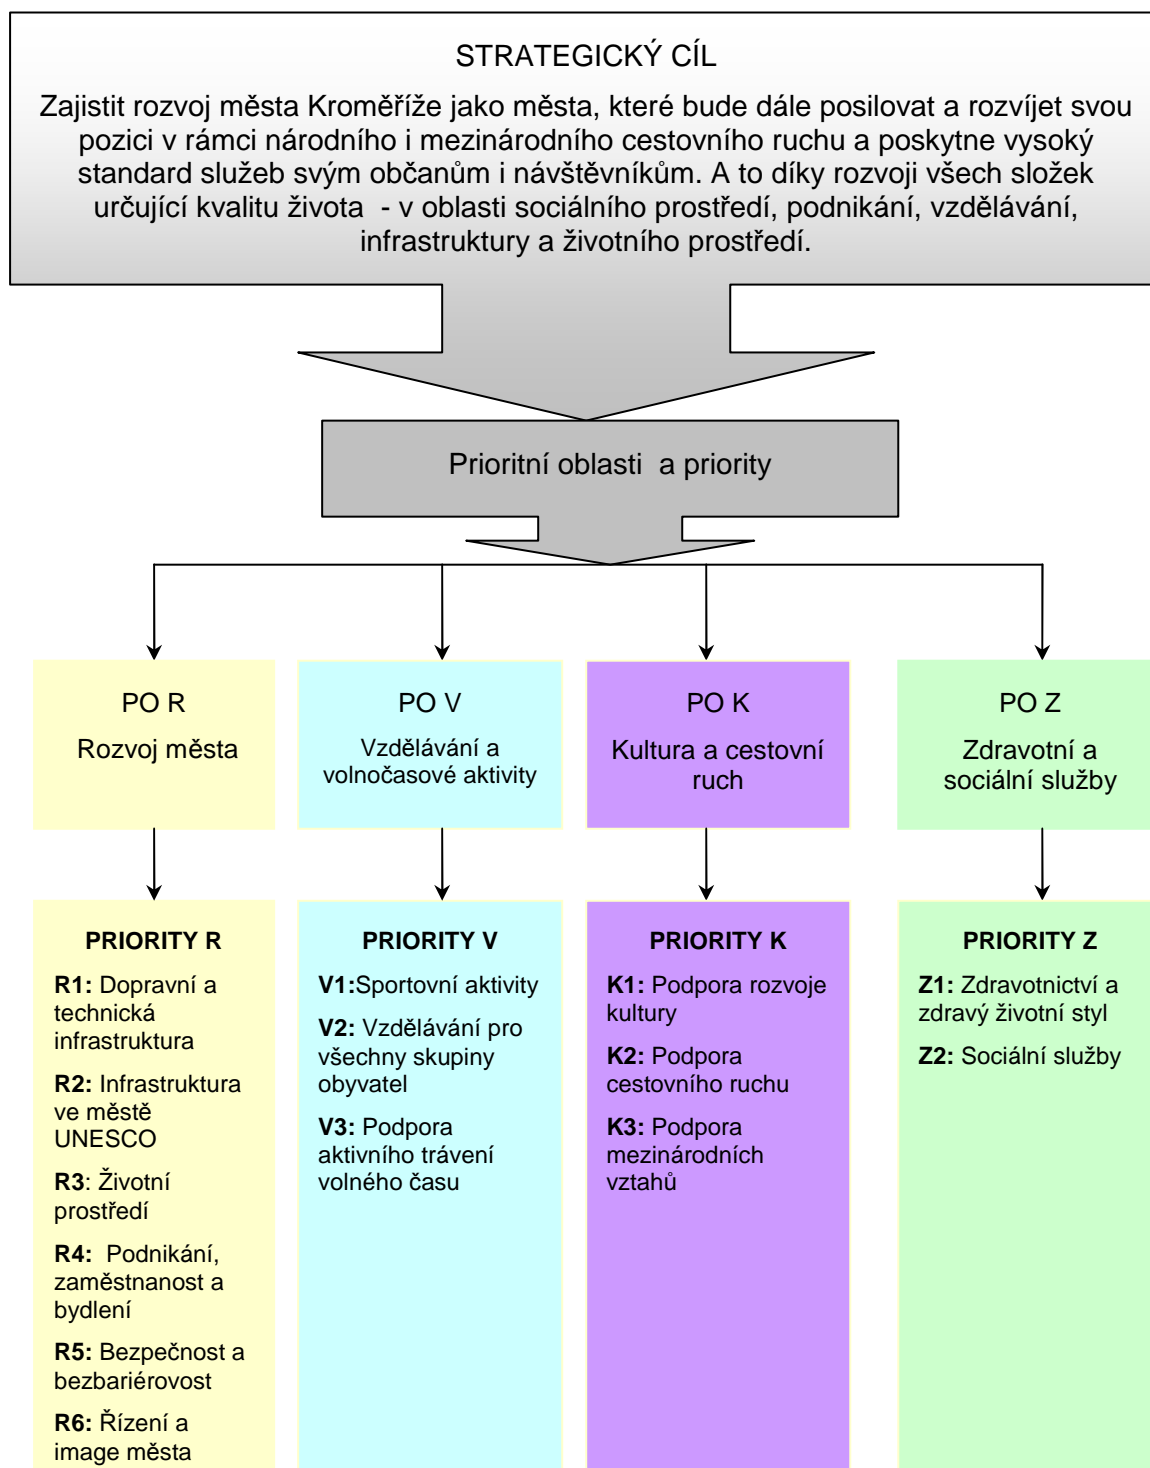 STRATEGICKÝ CÍL
Zajistit rozvoj města Kroměříže jako města, které bude dále posilovat a rozvíjet svou
pozici v rámci národního i mezinárodního cestovního ruchu a poskytne vysoký
standard služeb svým občanům i návštěvníkům. A to díky rozvoji všech složek
určující kvalitu života - v oblasti sociálního prostředí, podnikání, vzdělávání,
infrastruktury a životního prostředí.
Prioritní oblasti a priority
PO R
Rozvoj města
PO V
Vzdělávání a
volnočasové aktivity
PO K
Kultura a cestovní
ruch
PO Z
Zdravotní a
sociální služby
PRIORITY R
R1: Dopravní a
technická
infrastruktura
R2: Infrastruktura
ve městě
UNESCO
R3: Životní
prostředí
R4: Podnikání,
zaměstnanost a
bydlení
R5: Bezpečnost a
bezbariérovost
R6: Řízení a
image města
PRIORITY V
V1:Sportovní aktivity
V2: Vzdělávání pro
všechny skupiny
obyvatel
V3: Podpora
aktivního trávení
volného času
PRIORITY K
K1: Podpora rozvoje
kultury
K2: Podpora
cestovního ruchu
K3: Podpora
mezinárodních
vztahů
PRIORITY Z
Z1: Zdravotnictví a
zdravý životní styl
Z2: Sociální služby